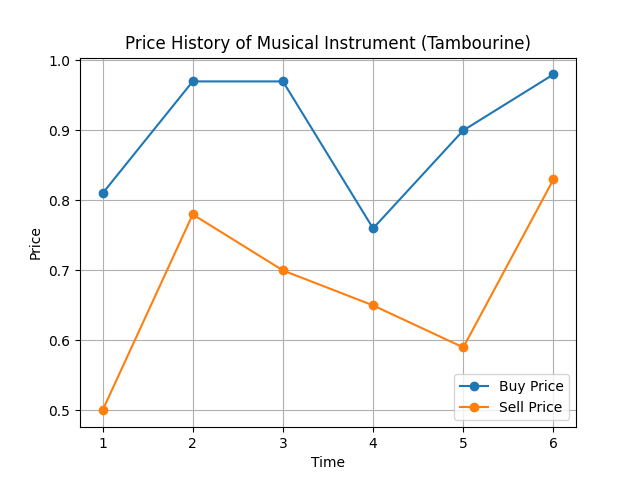 Price History of Musical Instrument (Tambourine)
Price
1.0
0.9
0.8
0.7
0.6
0.5
Buy Price
Sell Price
1 2 3 4 5 6
Time